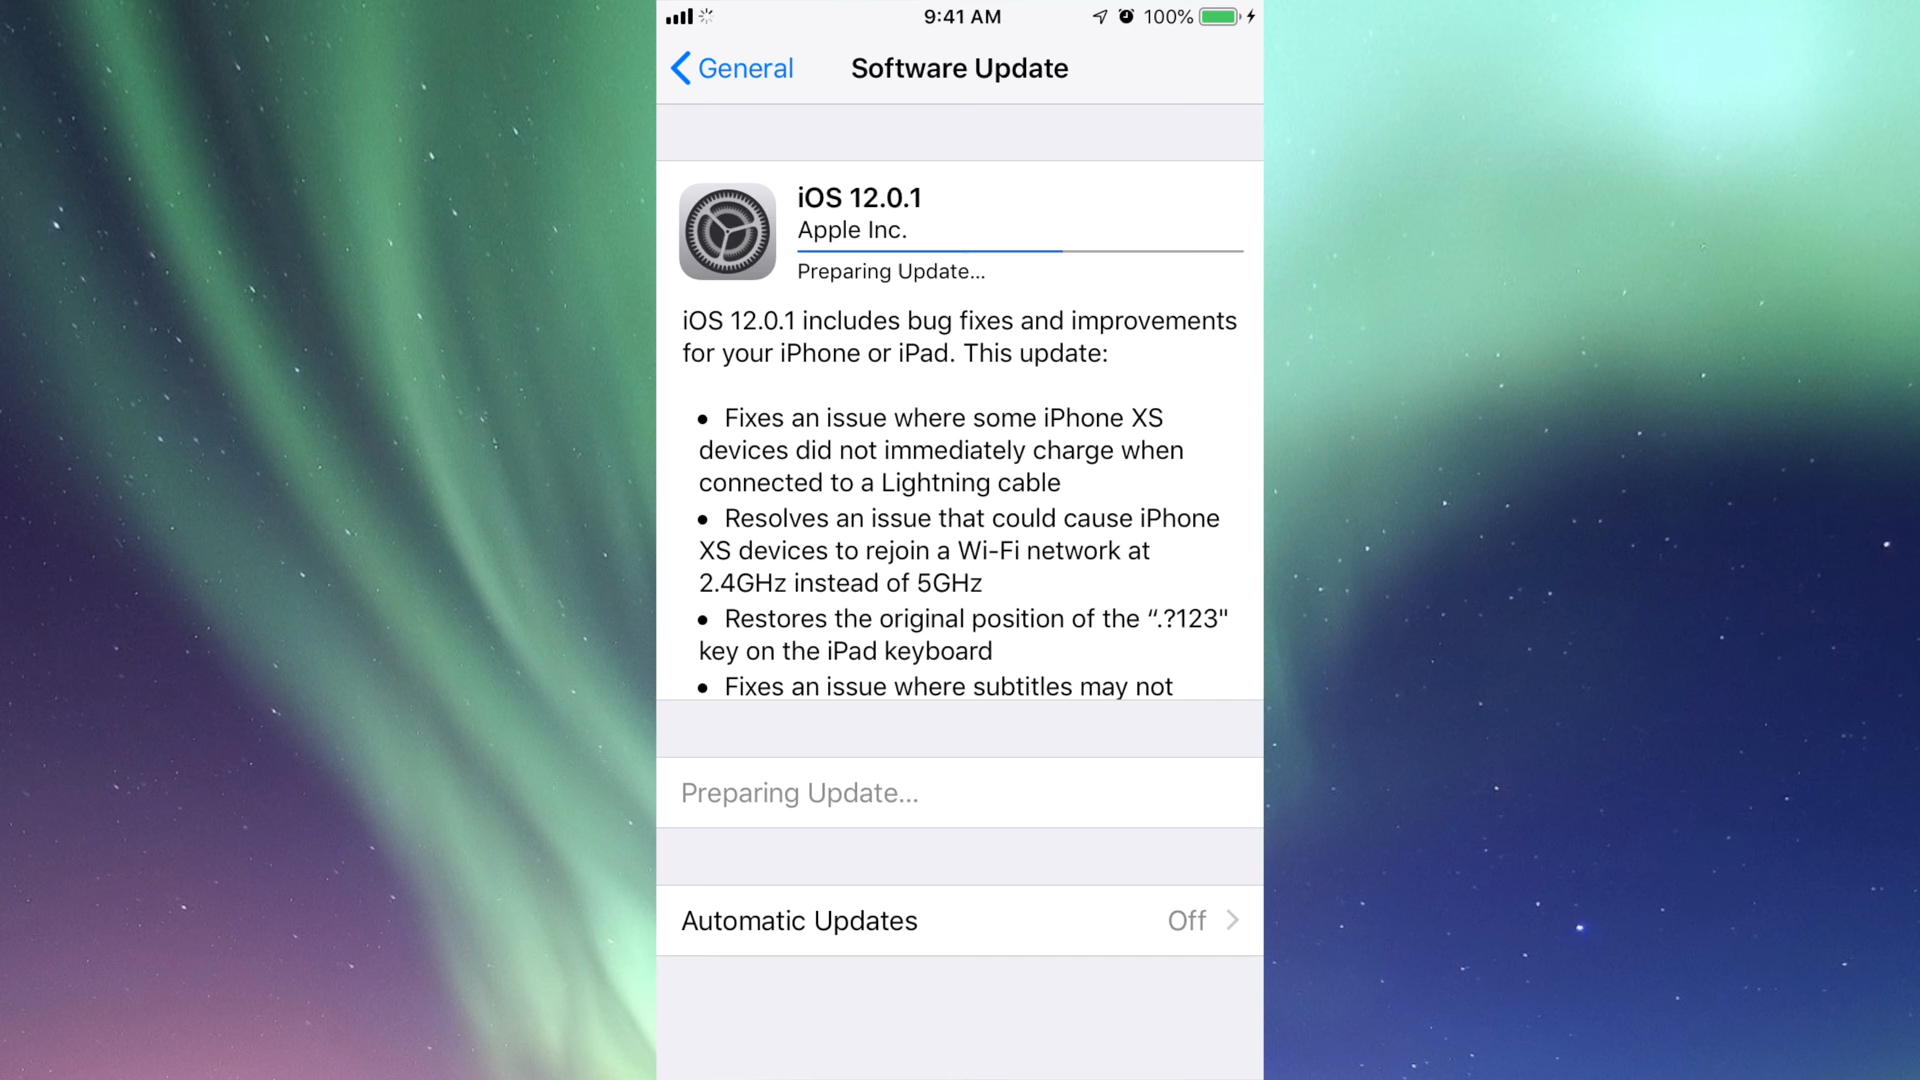 9:41 AM
100%
General
Software Update
iOS 12.0.1
Apple Inc.
Preparing Update...
iOS 12.0.1 includes bug fixes and improvements
for your iPhone or iPad. This update:
• Fixes an issue where some iPhone XS
devices did not immediately charge when
connected to a Lightning cable
• Resolves an issue that could cause iPhone
XS devices to rejoin a Wi-Fi network at
2.4GHz instead of 5GHz
• Restores the original position of the “.?123"
key on the iPad keyboard
• Fixes an issue where subtitles may not
Preparing Update...
Automatic Updates
Off